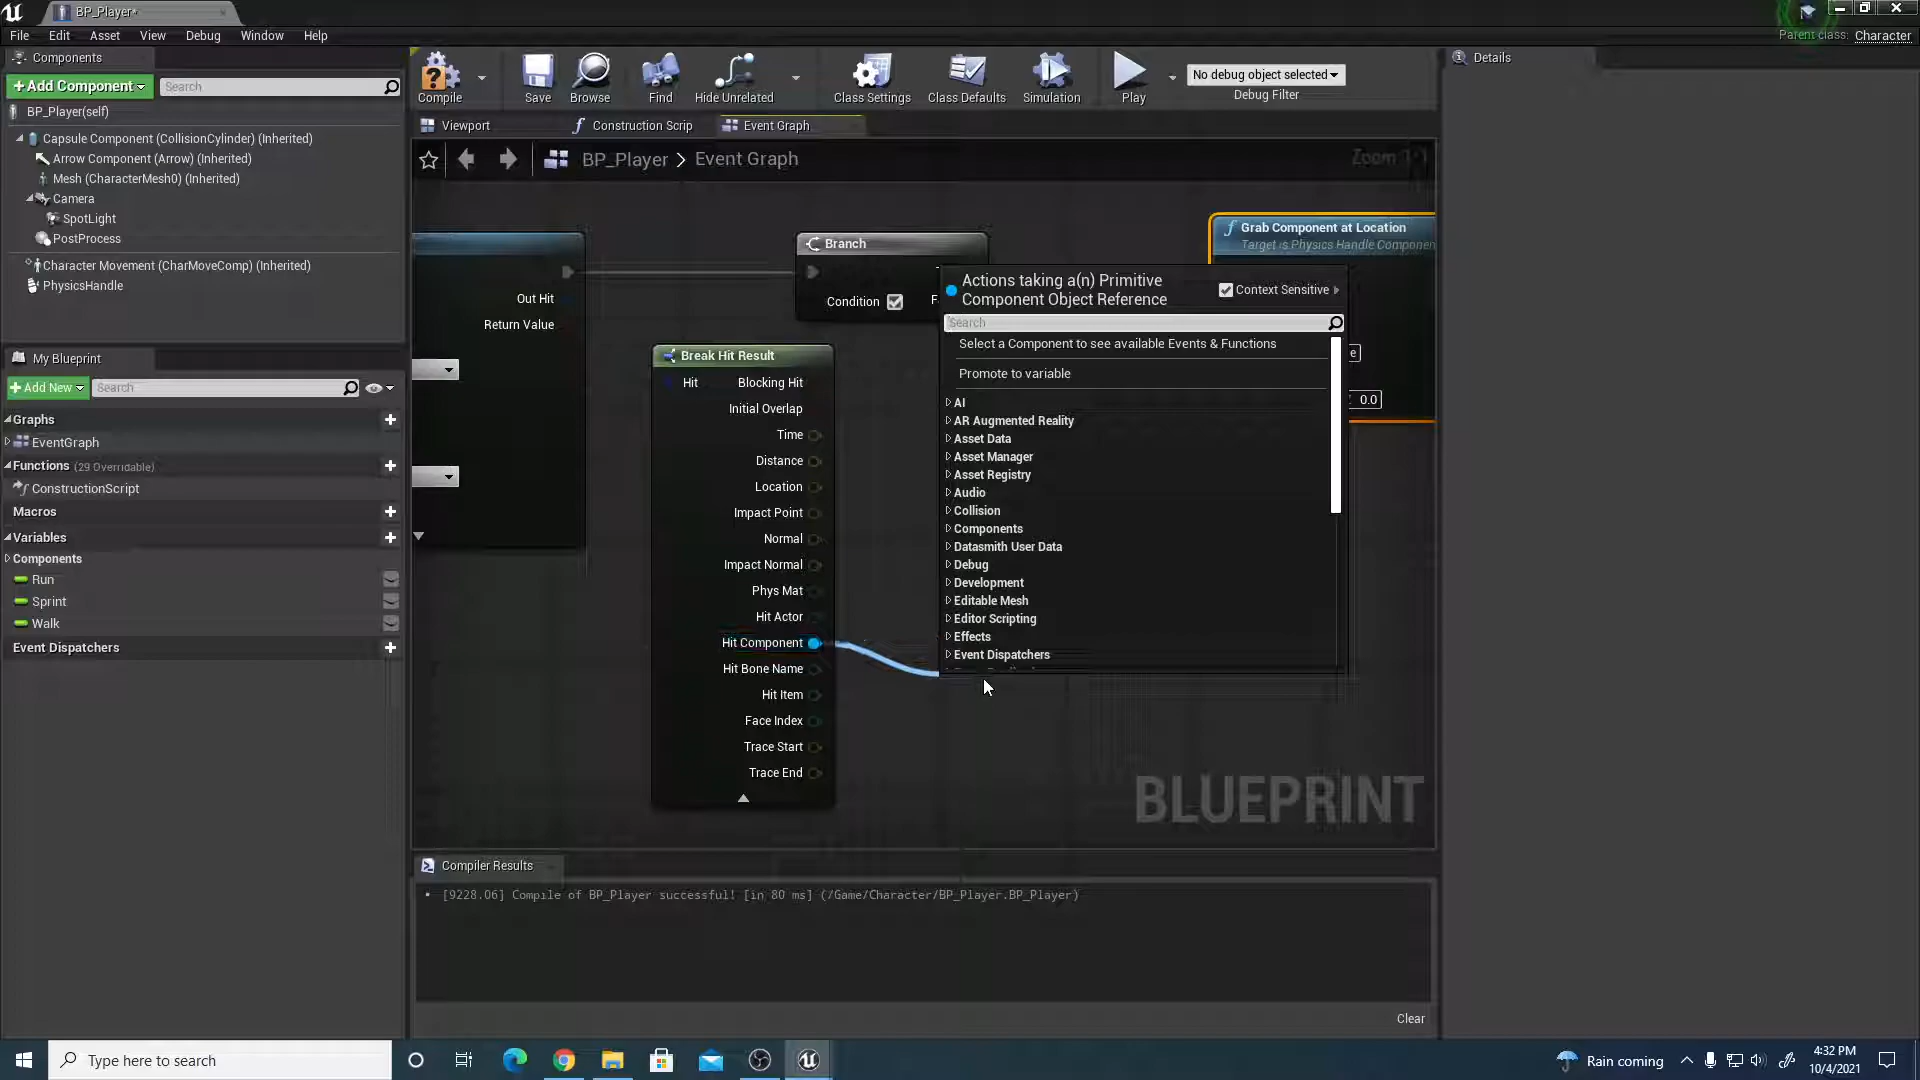 BP_Player*
File Edit Asset View Debug Window Help
Parent class: Character
Components
+Add Component
Search
BP_Player(self)
Capsule Component (CollisionCylinder) (Inherited)
Arrow Component (Arrow) (Inherited)
Mesh (CharacterMesh0) (Inherited)
Camera
SpotLight
PostProcess
Character Movement (CharMoveComp) (Inherited)
PhysicsHandle
My Blueprint
+Add New
Search
Graphs
EventGraph
Functions (29 Overridable)
ConstructionScript
Macros
Variables
Components
Run
Sprint
Walk
Event Dispatchers
Compile Save Browse Find Hide Unrelated Class Settings Class Defaults Simulation Play
No debug object selected
Debug Filter
Details
Viewport
Construction Scrip
Event Graph
BP_Player > Event Graph
Out Hit
Return Value
Branch
Condition
Break Hit Result
Hit Blocking Hit
Initial Overlap
Time
Distance
Location
Impact Point
Normal
Impact Normal
Phys Mat
Hit Actor
Hit Component
Hit Bone Name
Hit Item
Face Index
Trace Start
Trace End
Grab Component at Location
Target is Physics Handle Componen
0.0
Actions taking a(n) Primitive
Component Object Reference
Context Sensitive
Search
Select a Component to see available Events & Functions
Promote to variable
AI
AR Augmented Reality
Asset Data
Asset Manager
Asset Registry
Audio
Collision
Components
Datasmith User Data
Debug
Development
Editable Mesh
Editor Scripting
Effects
Event Dispatchers
BLUEPRINT
Compiler Results
[9228.06] Compile of BP_Player successful! [in 80 ms] (/Game/Character/BP_Player.BP_Player)
Clear
Type here to search
Rain coming
4:32 PM
10/4/2021